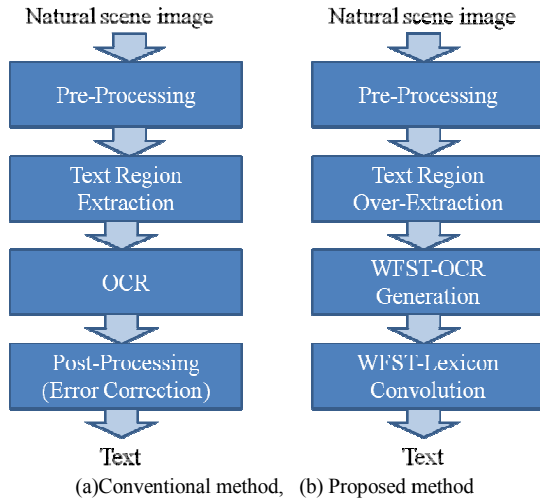 Natural scene image
Pre-Processing
Text Region
Extraction
OCR
Post-Processing
(Error Correction)
Text
Natural scene image
Pre-Processing
Text Region
Over-Extraction
WFST-OCR
Generation
WFST-Lexicon
Convolution
Text
(a)Conventional method, (b) Proposed method